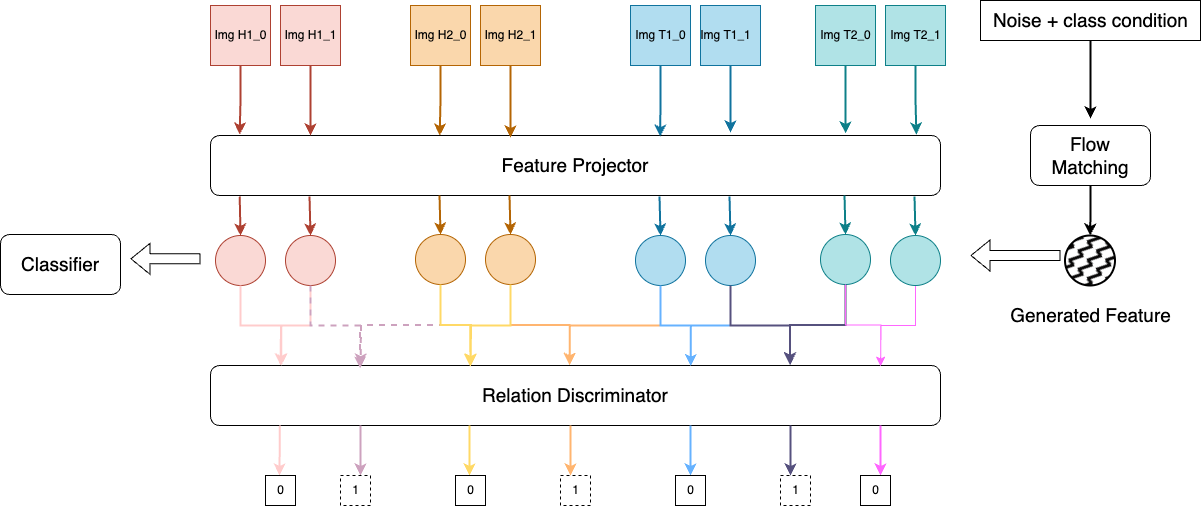 Img H1_0
Img H1_1
Img H2_0
Img H2_1
Img T1_0
Img T1_1
Img T2_0
Img T2_1
Noise + class condition
Feature Projector
Flow
Matching
Classifier
Generated Feature
Relation Discriminator
0
1
0
1
0
1
0